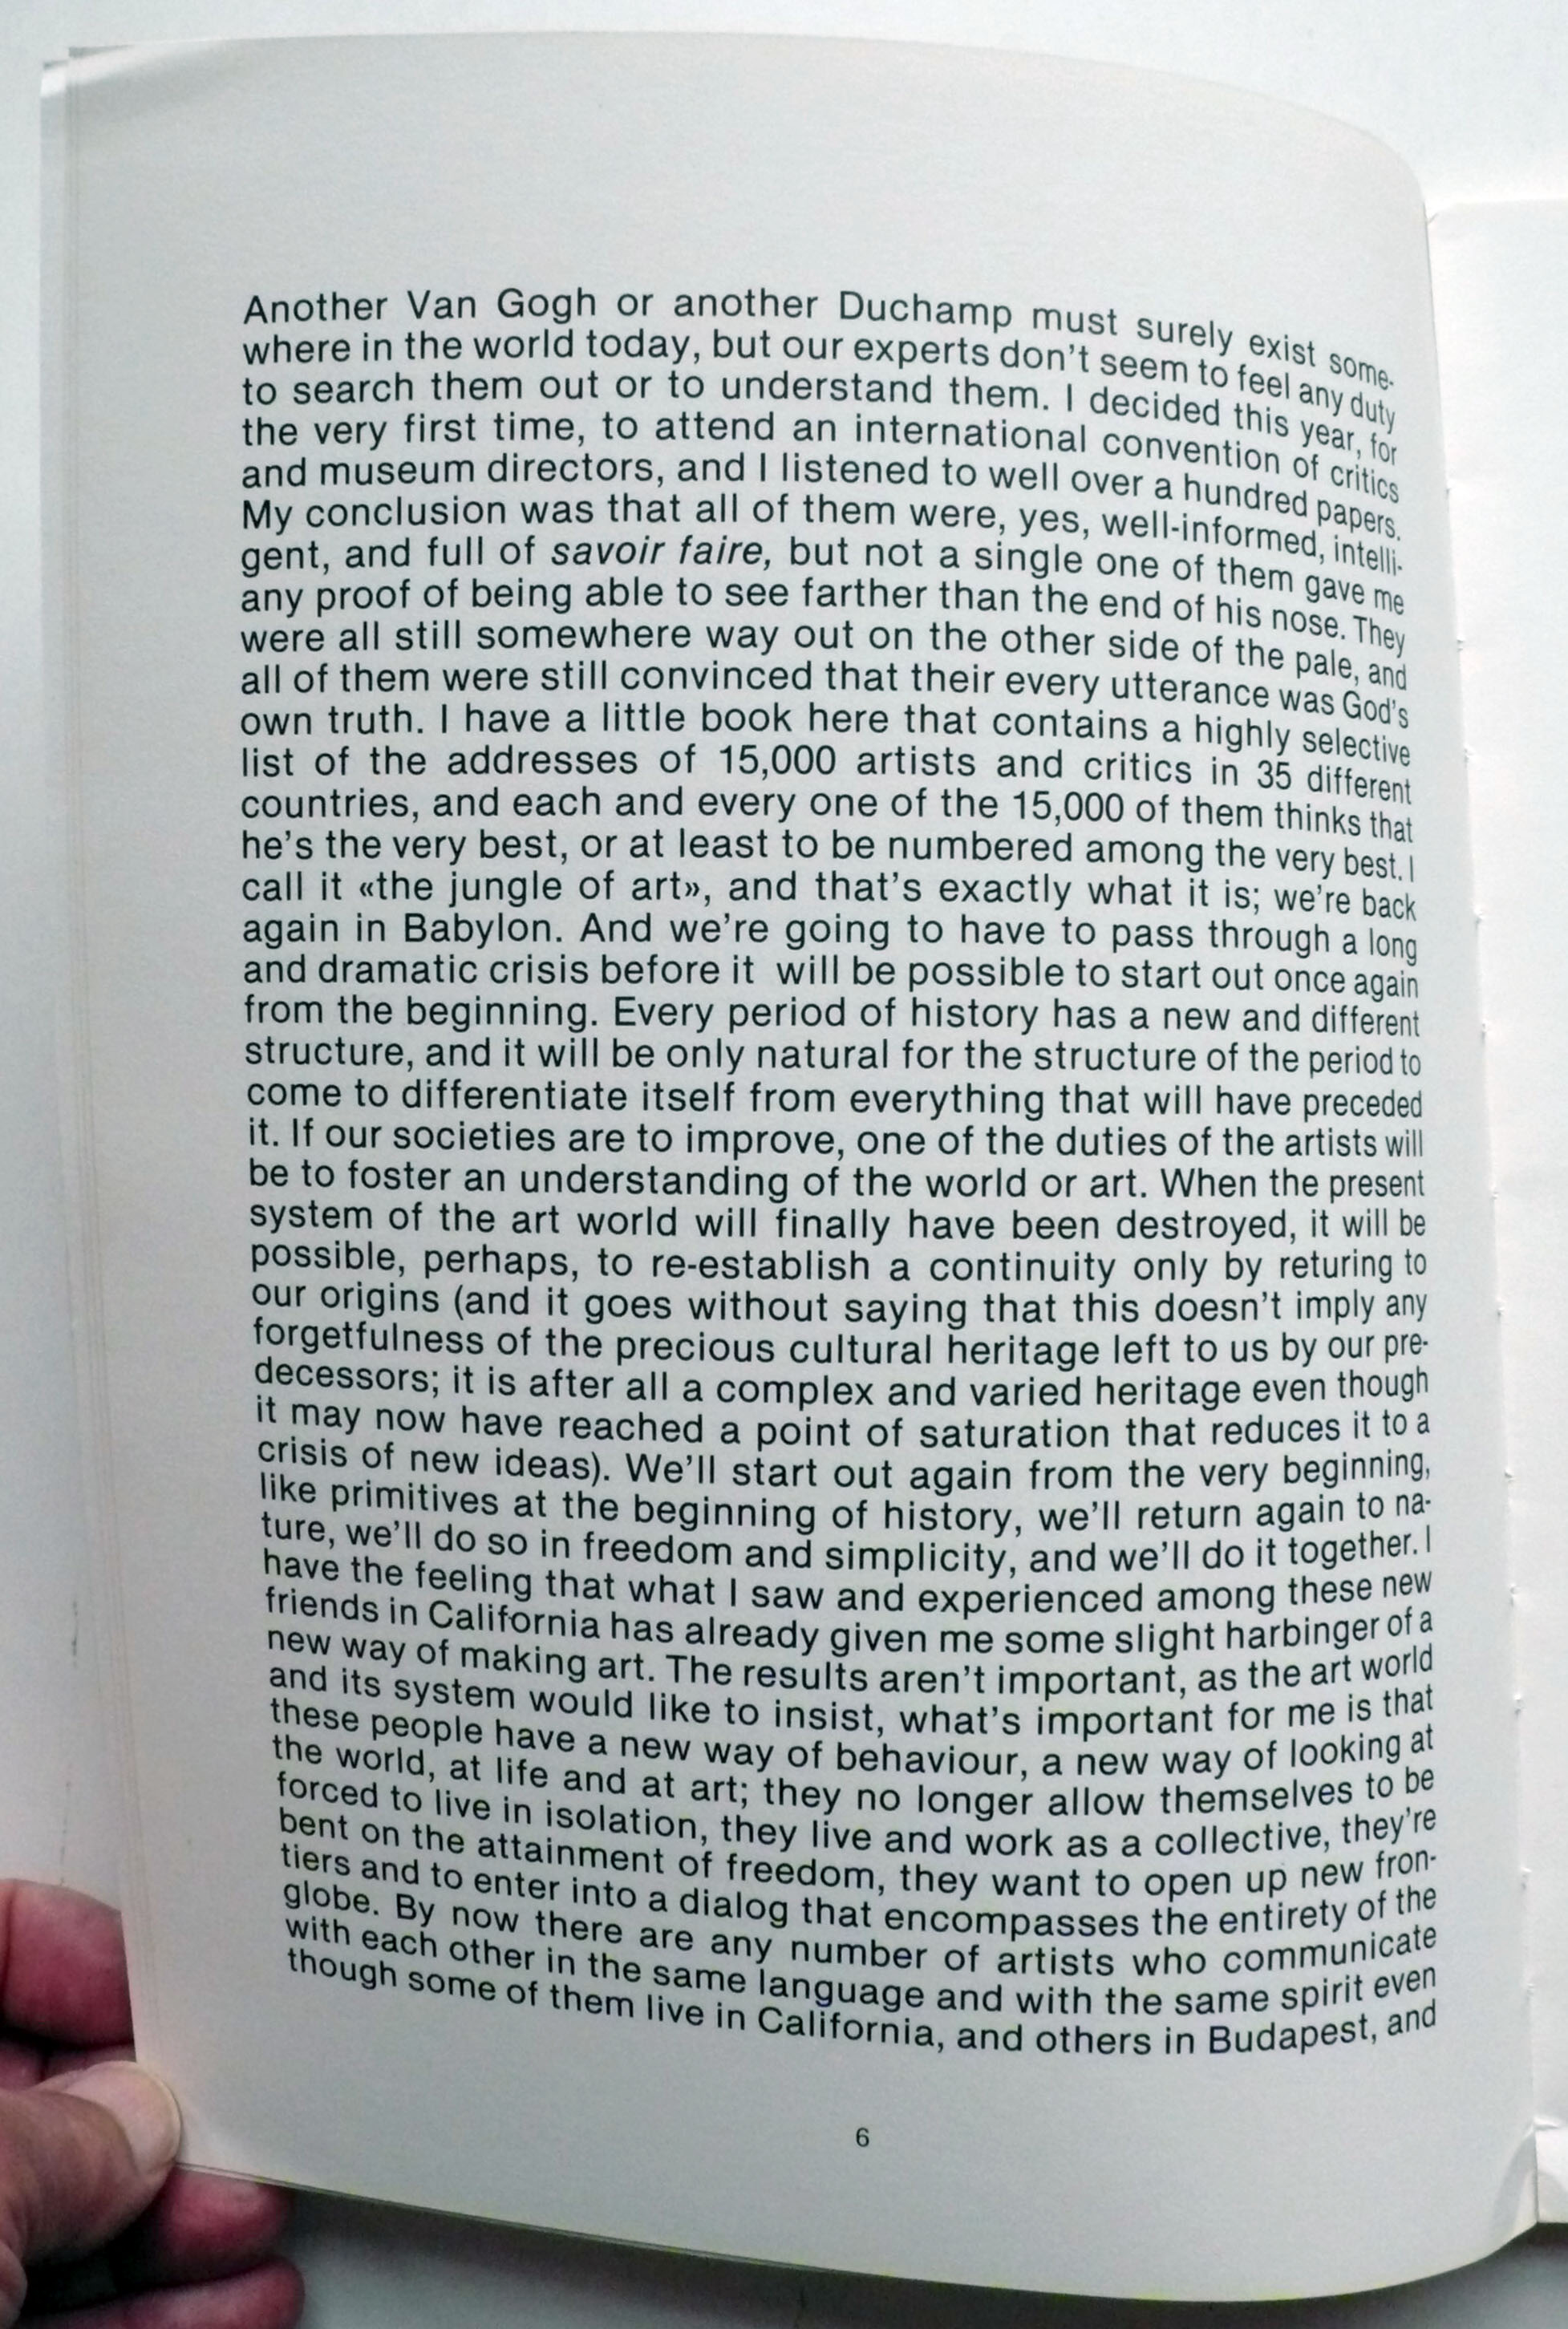 Another Van Gogh or another Duchamp must surely exist some-
where in the world today, but our experts don't seem to feel any duty
to search them out or to understand them. I decided this year, for
the very first time, to attend an international convention of critics
and museum directors, and I listened to well over a hundred papers.
My conclusion was that all of them were, yes, well-informed, intelli-
gent, and full of savoir faire, but not a single one of them gave me
any proof of being able to see farther than the end of his nose. They
were all still somewhere way out on the other side of the pale, and
all of them were still convinced that their every utterance was God's
own truth. I have a little book here that contains a highly selective
list of the addresses of 15,000 artists and critics in 35 different
countries, and each and every one of the 15,000 of them thinks that
he's the very best, or at least to be numbered among the very best. I
call it «the jungle of art», and that's exactly what it is; we're back
again in Babylon. And we're going to have to pass through a long
and dramatic crisis before it will be possible to start out once again
from the beginning. Every period of history has a new and different
structure, and it will be only natural for the structure of the period to
come to differentiate itself from everything that will have preceded
it. If our societies are to improve, one of the duties of the artists will
be to foster an understanding of the world or art. When the present
system of the art world will finally have been destroyed, it will be
possible, perhaps, to re-establish a continuity only by returing to
our origins (and it goes without saying that this doesn't imply any
forgetfulness of the precious cultural heritage left to us by our pre-
decessors; it is after all a complex and varied heritage even though
it may now have reached a point of saturation that reduces it to a
crisis of new ideas). We'll start out again from the very beginning,
like primitives at the beginning of history, we'll return again to na-
ture, we'll do so in freedom and simplicity, and we'll do it together. I
have the feeling that what I saw and experienced among these new
friends in California has already given me some slight harbinger of a
new way of making art. The results aren't important, as the art world
and its system would like to insist, what's important for me is that
these people have a new way of behaviour, a new way of looking at
the world, at life and at art; they no longer allow themselves to be
forced to live in isolation, they live and work as a collective, they're
bent on the attainment of freedom, they want to open up new fron-
tiers and to enter into a dialog that encompasses the entirety of the
globe. By now there are any number of artists who communicate
with each other in the same language and with the same spirit even
though some of them live in California, and others in Budapest, and
6